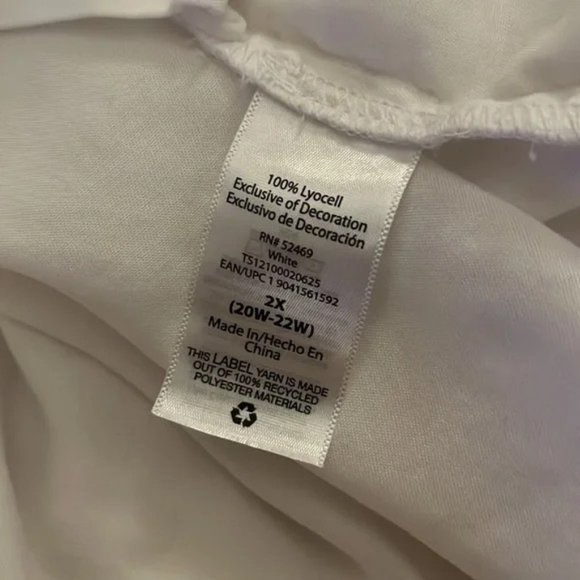 100% Lyocell
Exclusive of Decoration
Exclusivo de Decoración
RN# 52469
White
TS12100020625
EAN/UPC 1 9041561592
2X
(20W-22W)
Made In/Hecho En
China
THIS LABEL YARN IS MADE
OUT OF 100% RECYCLED
POLYESTER MATERIALS